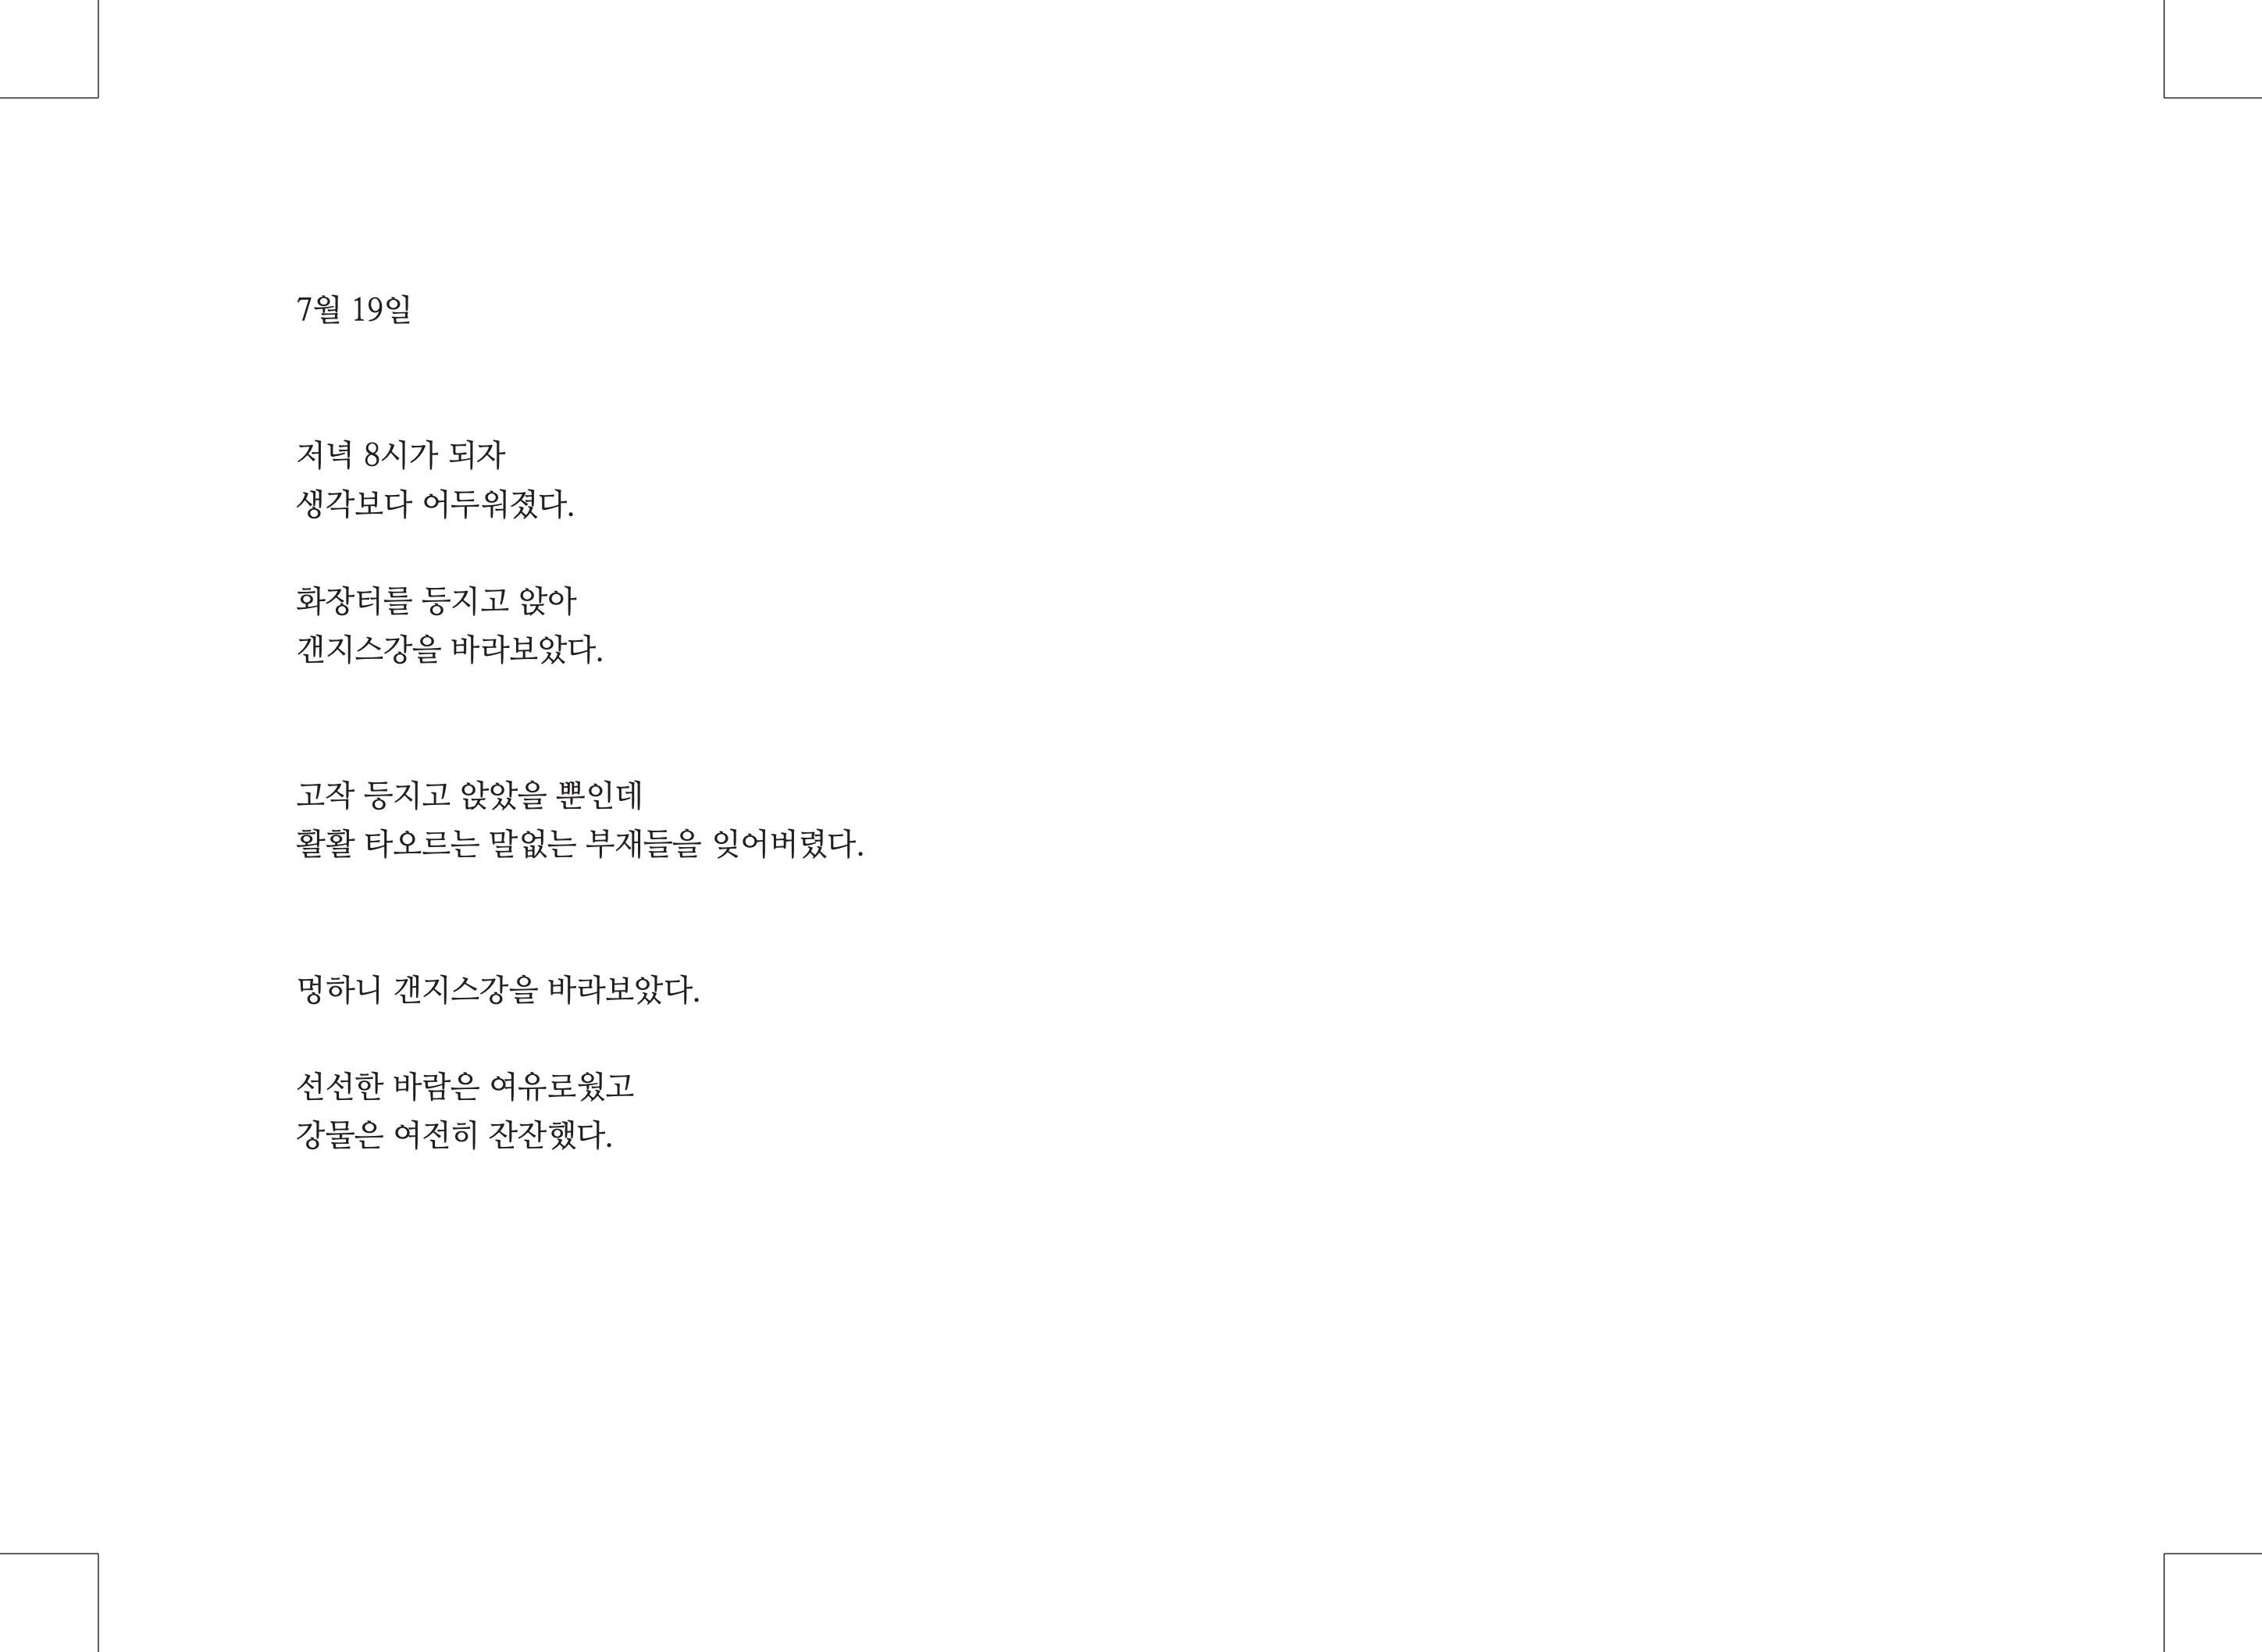 7월 19일
저녁 8시가 되자
생각보다 어두워졌다.
화장터를 등지고 앉아
갠지스강을 바라보았다.
고작 등지고 앉았을 뿐인데
활활 타오르는 말없는 부재들을 잊어버렸다.
멍하니 갠지스강을 바라보았다.
선선한 바람은 여유로웠고
강물은 여전히 잔잔했다.